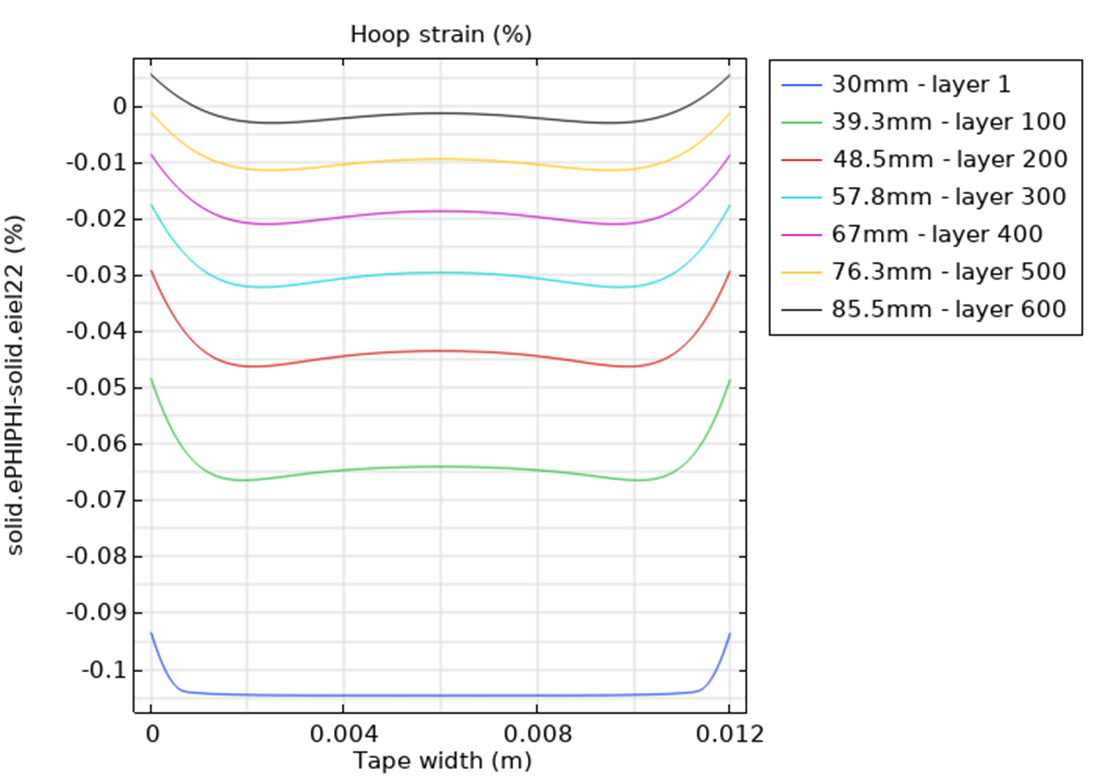 Hoop strain (%)
solid.ePHIPHI-solid.eiel22 (%)
0
-0.01
-0.02
-0.03
-0.04
-0.05
-0.06
-0.07
-0.08
-0.09
-0.1
0 0.004 0.008 0.012
Tape width (m)
30mm - layer 1
39.3mm - layer 100
48.5mm - layer 200
57.8mm - layer 300
67mm - layer 400
76.3mm - layer 500
85.5mm - layer 600